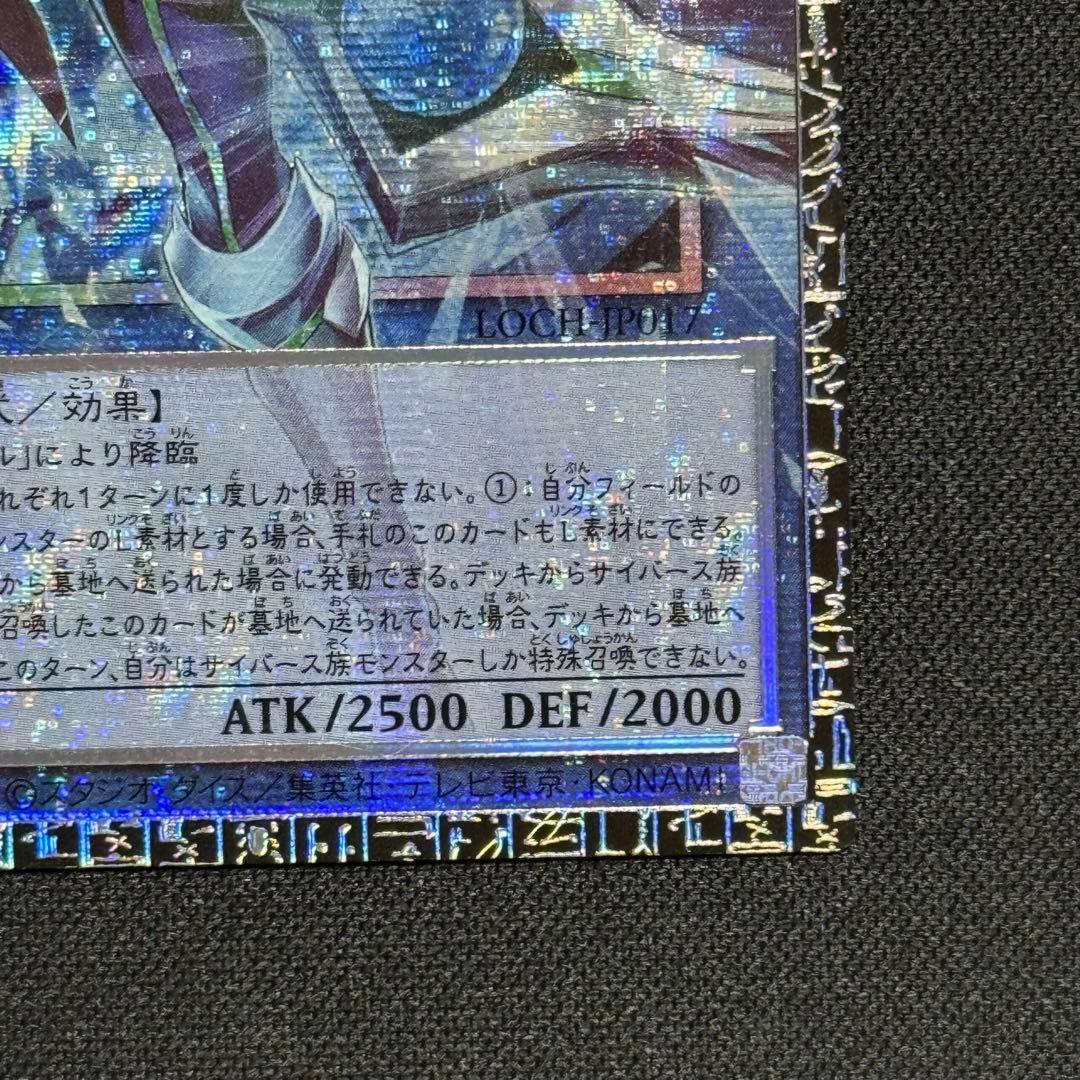 LOCH-JP017
／効果】
ル」により降臨
れぞれ1ターンに1度しか使用できない。①：自分フィールドの
ンスターのL素材とする場合、手札のこのカードもL素材にできる。
から墓地へ送られた場合に発動できる。デッキからサイバース族
召喚したこのカードが墓地へ送られていた場合、デッキから墓地へ
このターン、自分はサイバース族モンスターしか特殊召喚できない。
ATK/2500 DEF/2000
©スタジオ・ダイス／集英社・テレビ東京・KONAMI